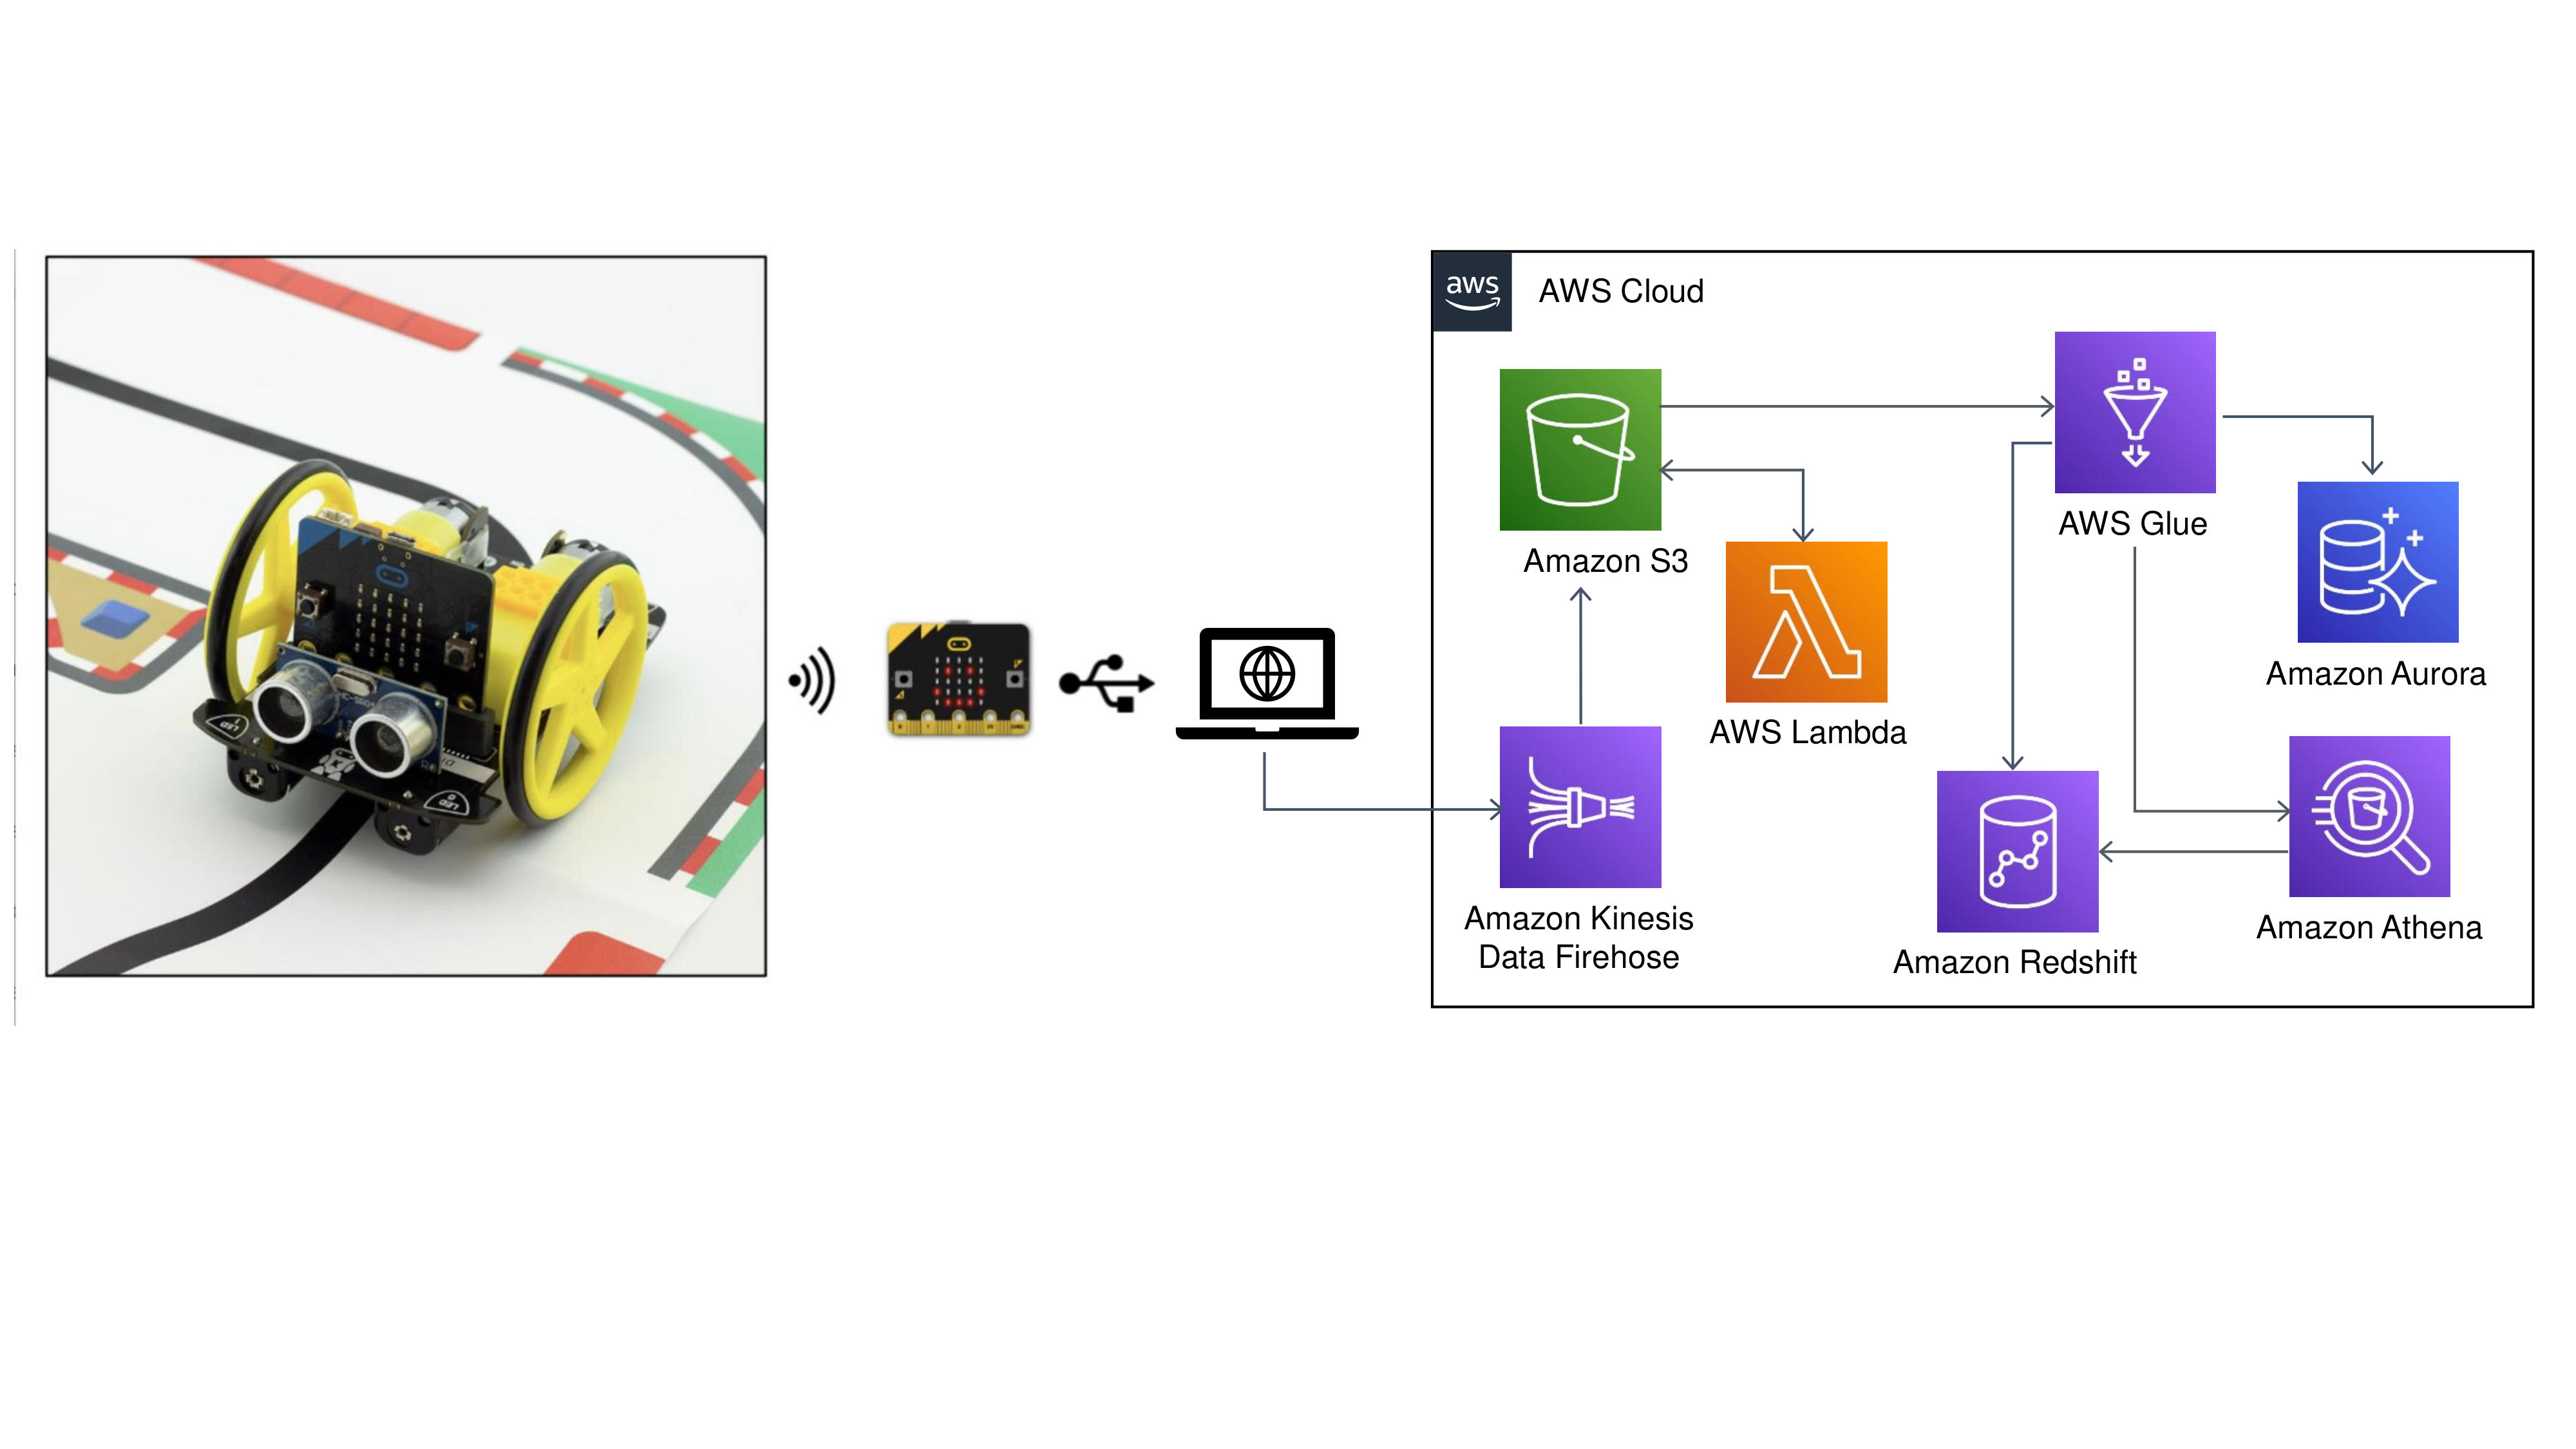 aws
AWS Cloud
Amazon S3
AWS Glue
Amazon Aurora
AWS Lambda
Amazon Kinesis
Data Firehose
Amazon Redshift
Amazon Athena